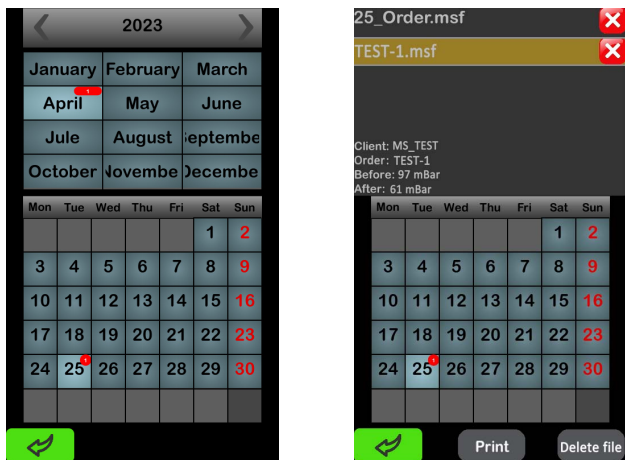 2023
January February March
April 1 May June
Jule August Septembe
October Novembe Decembe
Mon Tue Wed Thu Fri Sat Sun
1 2
3 4 5 6 7 8 9
10 11 12 13 14 15 16
17 18 19 20 21 22 23
24 25 1 26 27 28 29 30
25_Order.msf
TEST-1.msf
Client: MS_TEST
Order: TEST-1
Before: 97 mBar
After: 61 mBar
Mon Tue Wed Thu Fri Sat Sun
1 2
3 4 5 6 7 8 9
10 11 12 13 14 15 16
17 18 19 20 21 22 23
24 25 1 26 27 28 29 30
Print Delete file